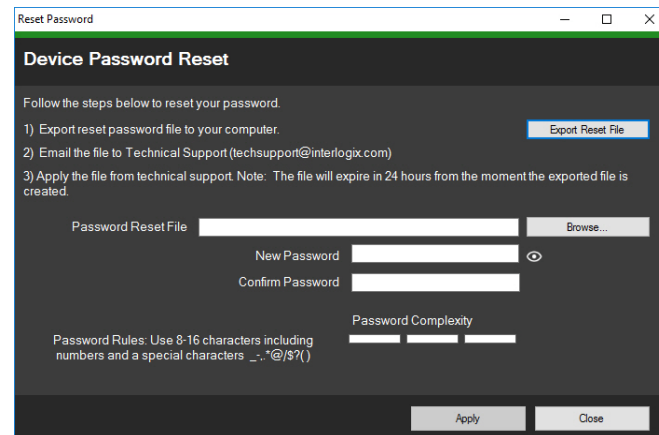 Reset Password
Device Password Reset
Follow the steps below to reset your password.
1) Export reset password file to your computer.
Export Reset File
2) Email the file to Technical Support (techsupport@interlogix.com)
3) Apply the file from technical support. Note: The file will expire in 24 hours from the moment the exported file is
created.
Password Reset File
Browse...
New Password
Confirm Password
Password Complexity
Password Rules: Use 8-16 characters including
numbers and a special characters _-,.*@/$?( )
Apply
Close